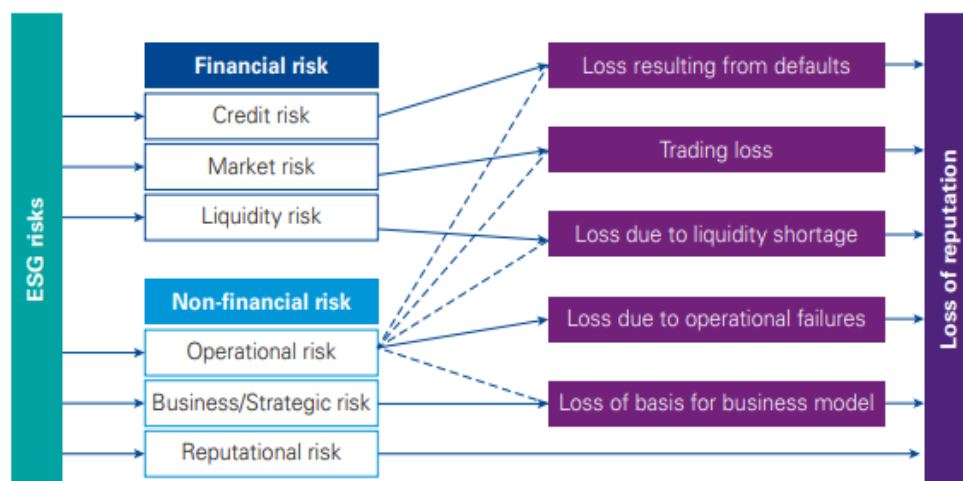 ESG risks
Financial risk
Credit risk
Market risk
Liquidity risk
Non-financial risk
Operational risk
Business/Strategic risk
Reputational risk
Loss resulting from defaults
Trading loss
Loss due to liquidity shortage
Loss due to operational failures
Loss of basis for business model
Loss of reputation